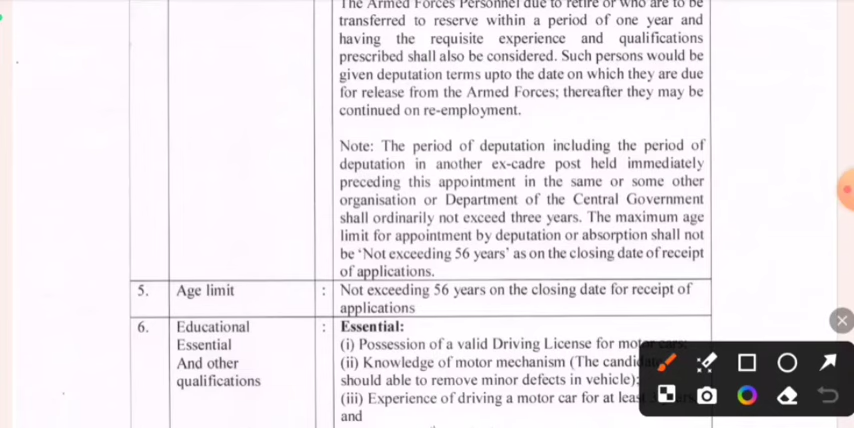 The Armed Forces Personnel due to retire or who are to be
transferred to reserve within a period of one year and
having the requisite experience and qualifications
prescribed shall also be considered. Such persons would be
given deputation terms upto the date on which they are due
for release from the Armed Forces; thereafter they may be
continued on re-employment.
Note: The period of deputation including the period of
deputation in another ex-cadre post held immediately
preceding this appointment in the same or some other
organisation or Department of the Central Government
shall ordinarily not exceed three years. The maximum age
limit for appointment by deputation or absorption shall not
be ‘Not exceeding 56 years’ as on the closing date of receipt
of applications.
5. Age limit : Not exceeding 56 years on the closing date for receipt of
applications
6. Educational : Essential:
Essential (i) Possession of a valid Driving License for motor cars;
And other (ii) Knowledge of motor mechanism (The
qualifications should able to remove minor defects in vehicle);
(iii) Experience of driving a motor car for at
and